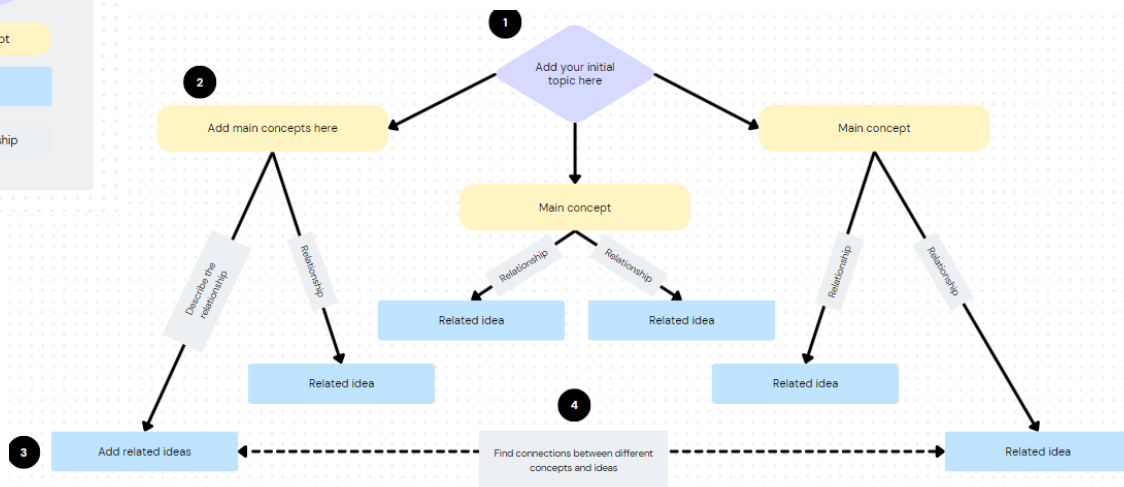 1
Add your initial
topic here
pt
2
Add main concepts here
Main concept
ship
Main concept
Describe the
relationship
Relationship
Relationship
Relationship
Relationship
Relationship
Related idea
Related idea
Related idea
Related idea
4
3
Add related ideas
Find connections between different
concepts and ideas
Related idea